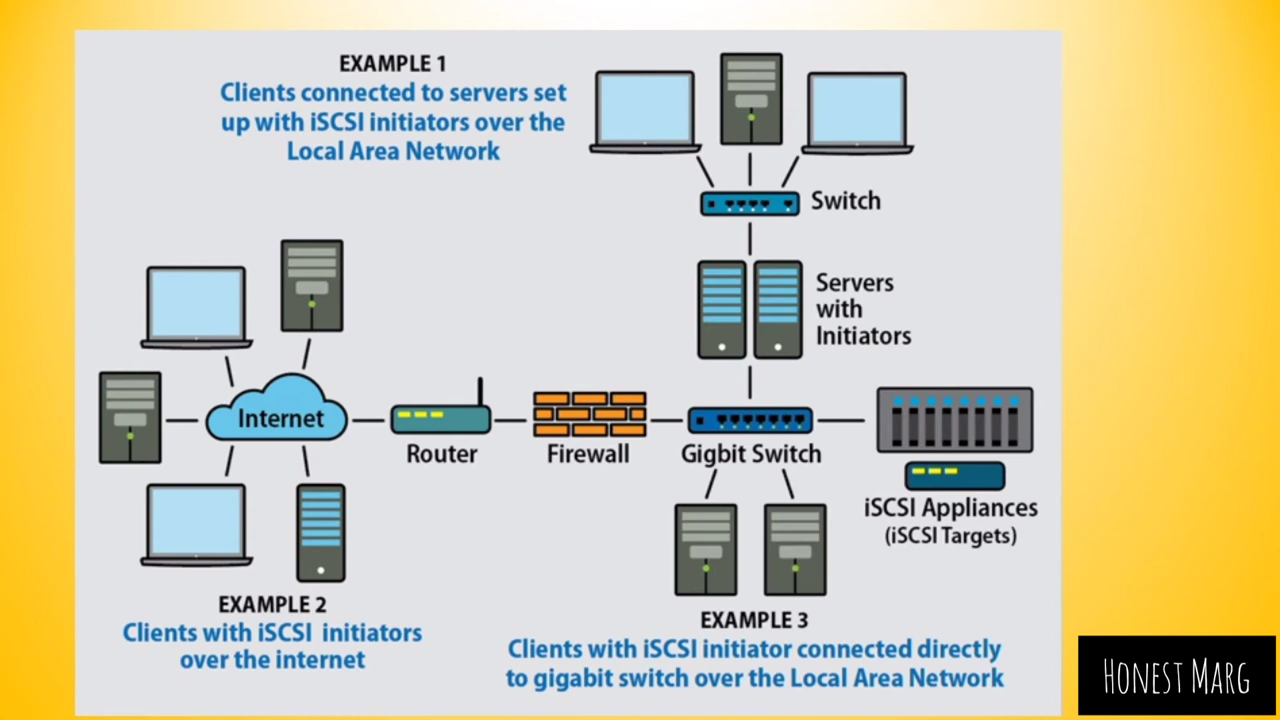 EXAMPLE 1
Clients connected to servers set
up with iSCSI initiators over the
Local Area Network
Switch
Servers
with
Initiators
Internet
Router
Firewall
Gigbit Switch
iSCSI Appliances
(iSCSI Targets)
EXAMPLE 2
Clients with iSCSI initiators
over the internet
EXAMPLE 3
Clients with iSCSI initiator connected directly
to gigabit switch over the Local Area Network
HONEST MARG